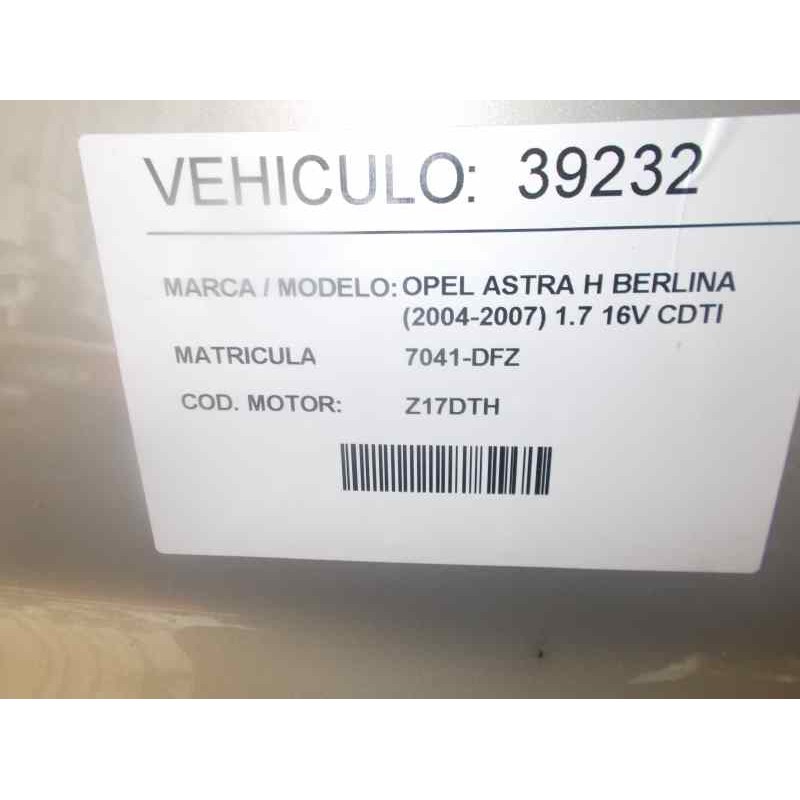 VEHICULO: 39232
MARCA / MODELO: OPEL ASTRA H BERLINA
(2004-2007) 1.7 16V CDTI
MATRICULA 7041-DFZ
COD. MOTOR: Z17DTH